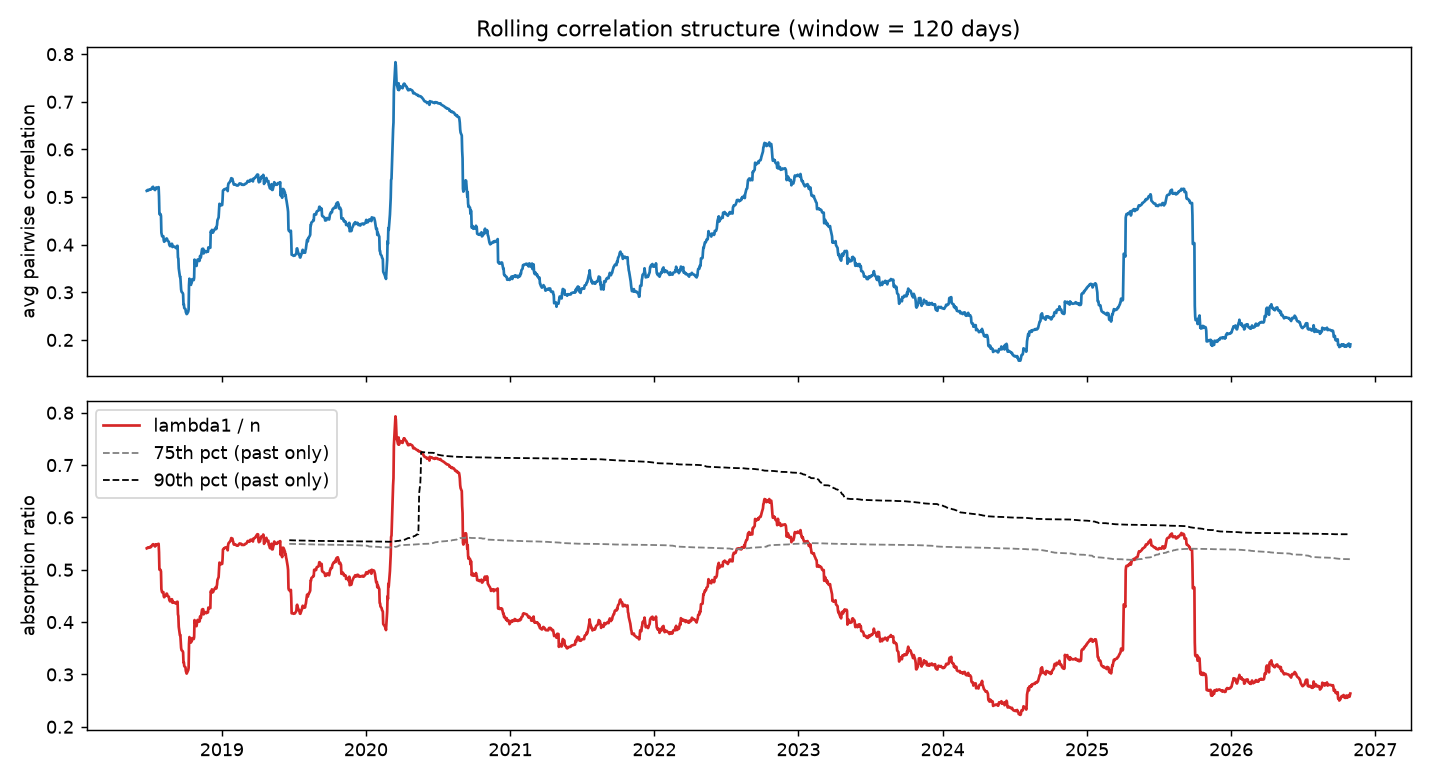 Rolling correlation structure (window = 120 days)
avg pairwise correlation
0.8
0.7
0.6
0.5
0.4
0.3
0.2
absorption ratio
0.8
0.7
0.6
0.5
0.4
0.3
0.2
lambda1 / n
75th pct (past only)
90th pct (past only)
2019 2020 2021 2022 2023 2024 2025 2026 2027